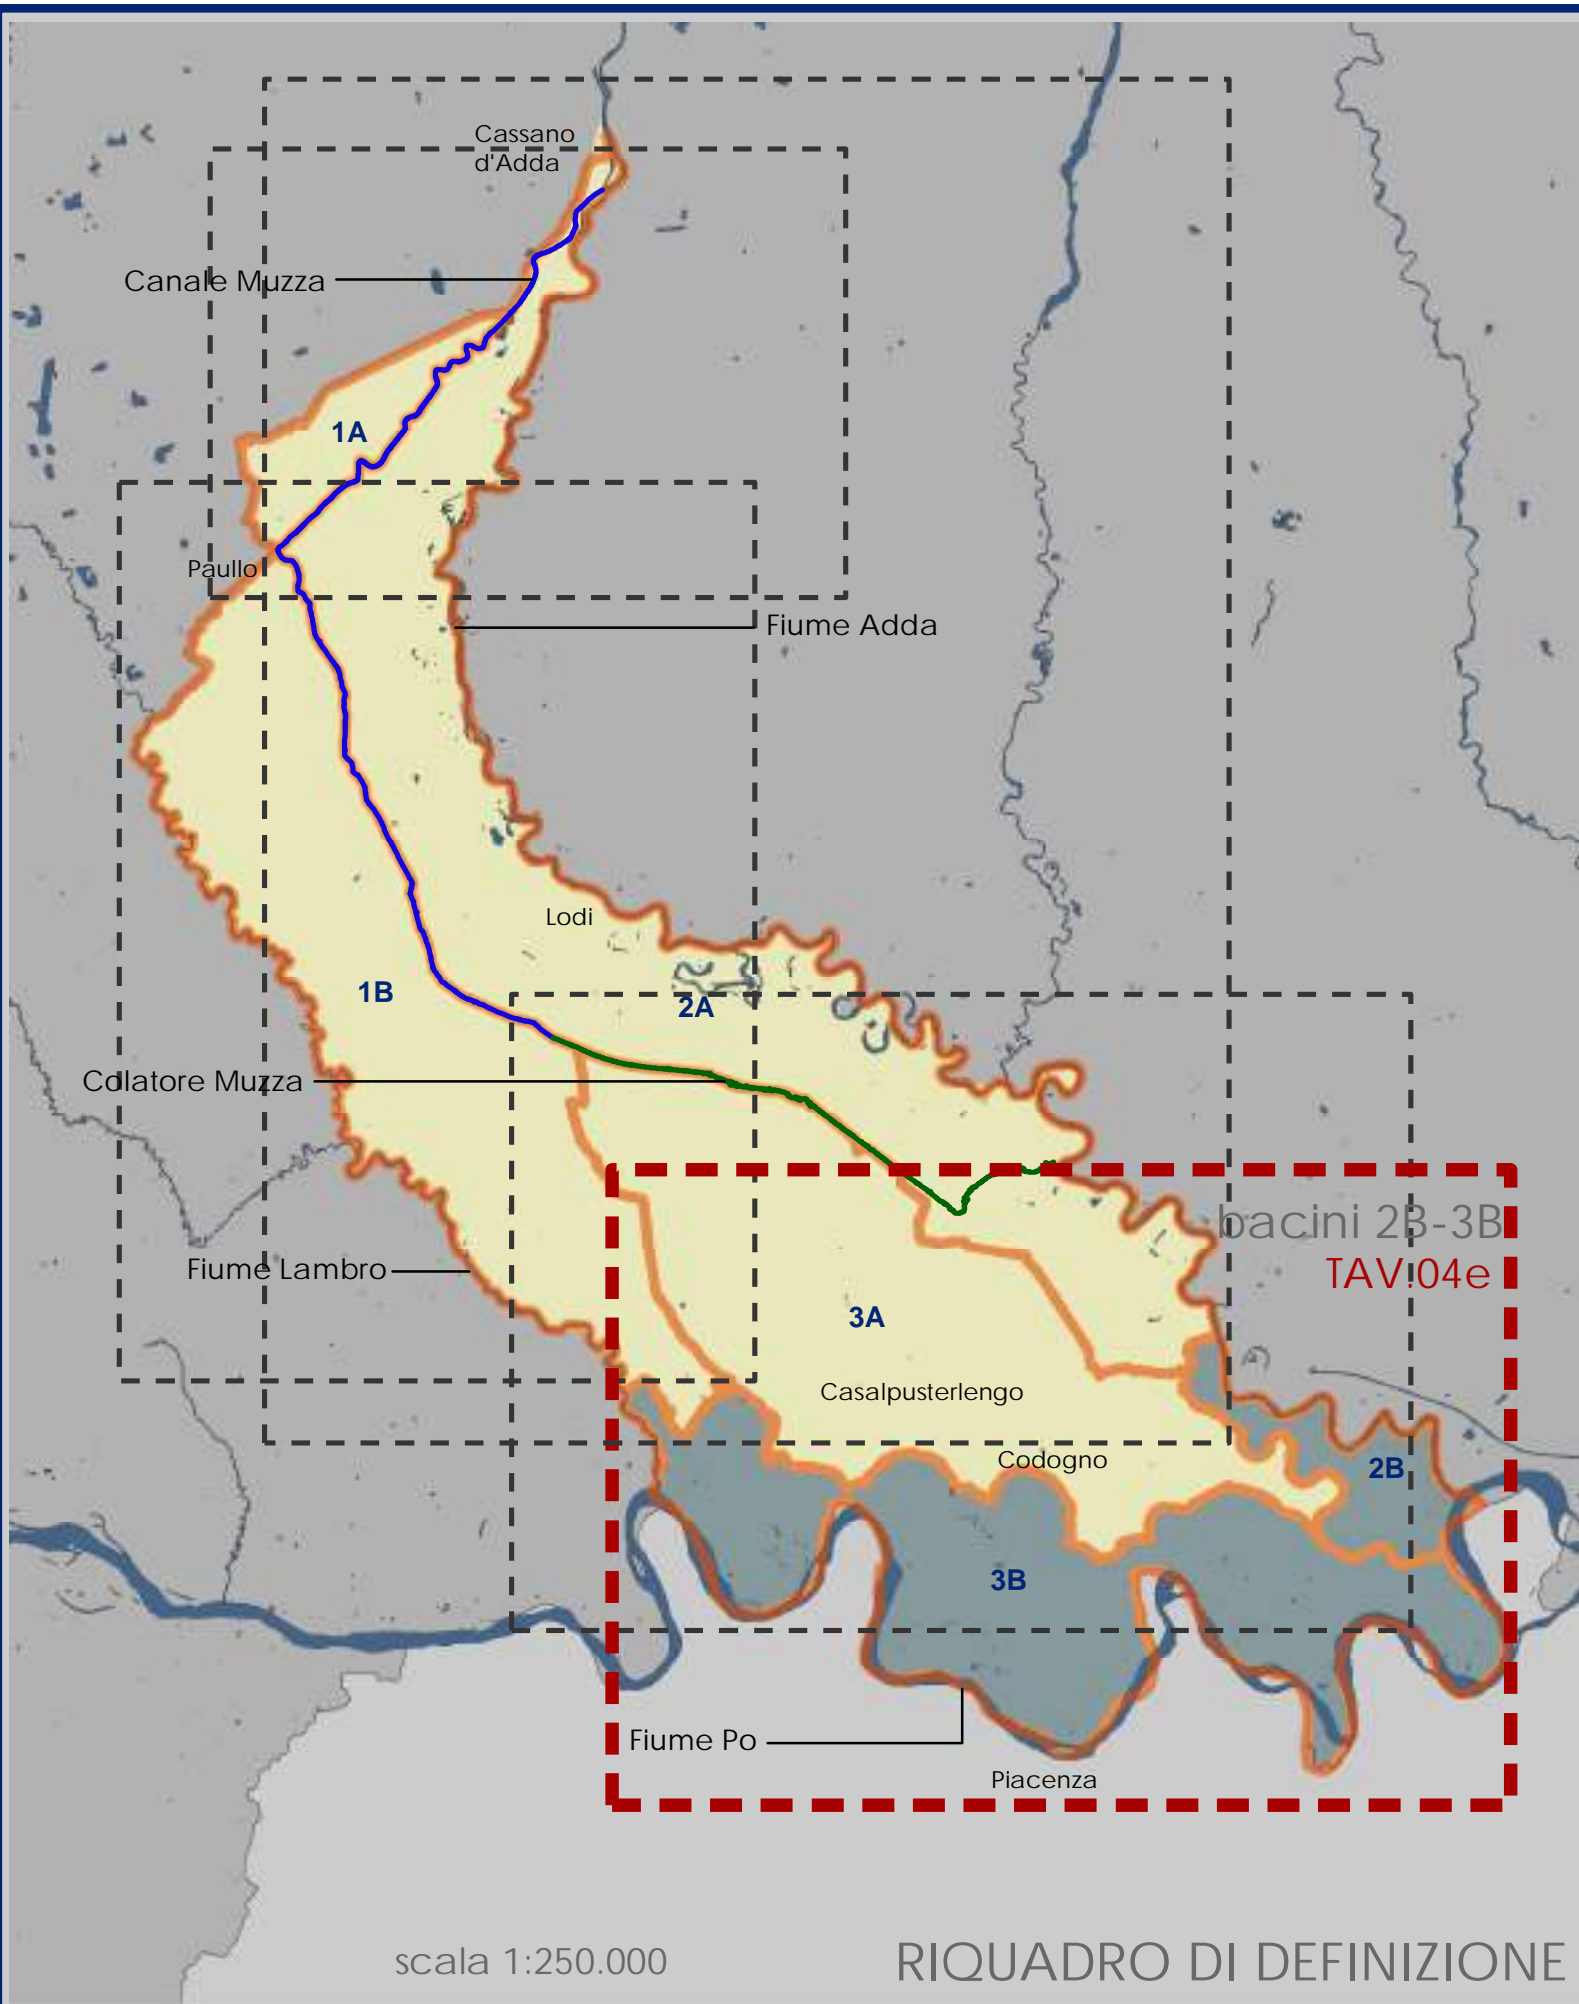 Cassano
d'Adda
Canale Muzza
1A
Paullo
Fiume Adda
Lodi
1B
2A
Colatore Muzza
bacini 2B-3B
Fiume Lambro
TAV.04e
3A
Casalpusterlengo
Codogno
2B
3B
Fiume Po
Piacenza
scala 1:250.000
RIQUADRO DI DEFINIZIONE